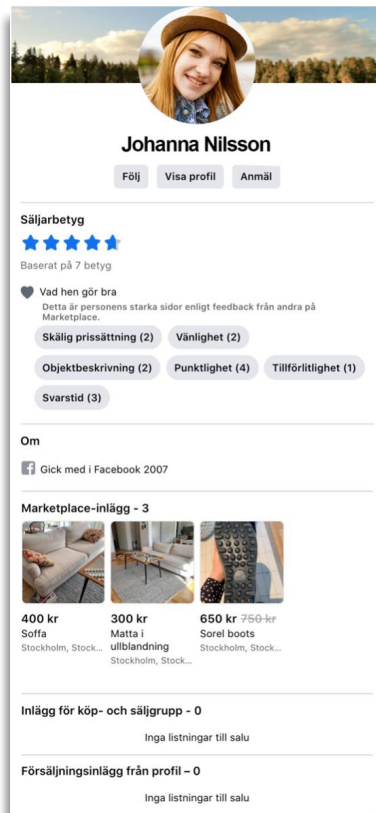 Johanna Nilsson
Följ Visa profil Anmäl
Säljarbetyg
Baserat på 7 betyg
Vad hen gör bra
Detta är personens starka sidor enligt feedback från andra på
Marketplace.
Skälig prissättning (2) Vänlighet (2)
Objektbeskrivning (2) Punktlighet (4) Tillförlitlighet (1)
Svarstid (3)
Om
Gick med i Facebook 2007
Marketplace-inlägg - 3
400 kr 300 kr 650 kr 750 kr
Soffa Matta i Sorel boots
Stockholm, Stock... ullblandning Stockholm, Stock...
Stockholm, Stock...
Inlägg för köp- och säljgrupp - 0
Inga listningar till salu
Försäljningsinlägg från profil – 0
Inga listningar till salu